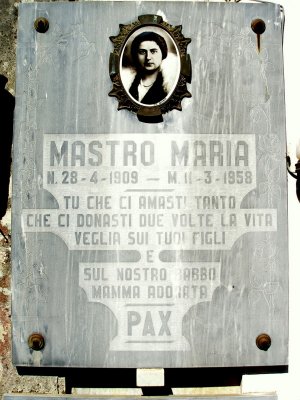 MASTRO MARIA
N. 28-4-1909 — M. 11-3-1958
TU CHE CI AMASTI TANTO
CHE CI DONASTI DUE VOLTE LA VITA
VEGLIA SUI TUOI FIGLI
E
SUL NOSTRO BABBO
MAMMA ADORATA
PAX